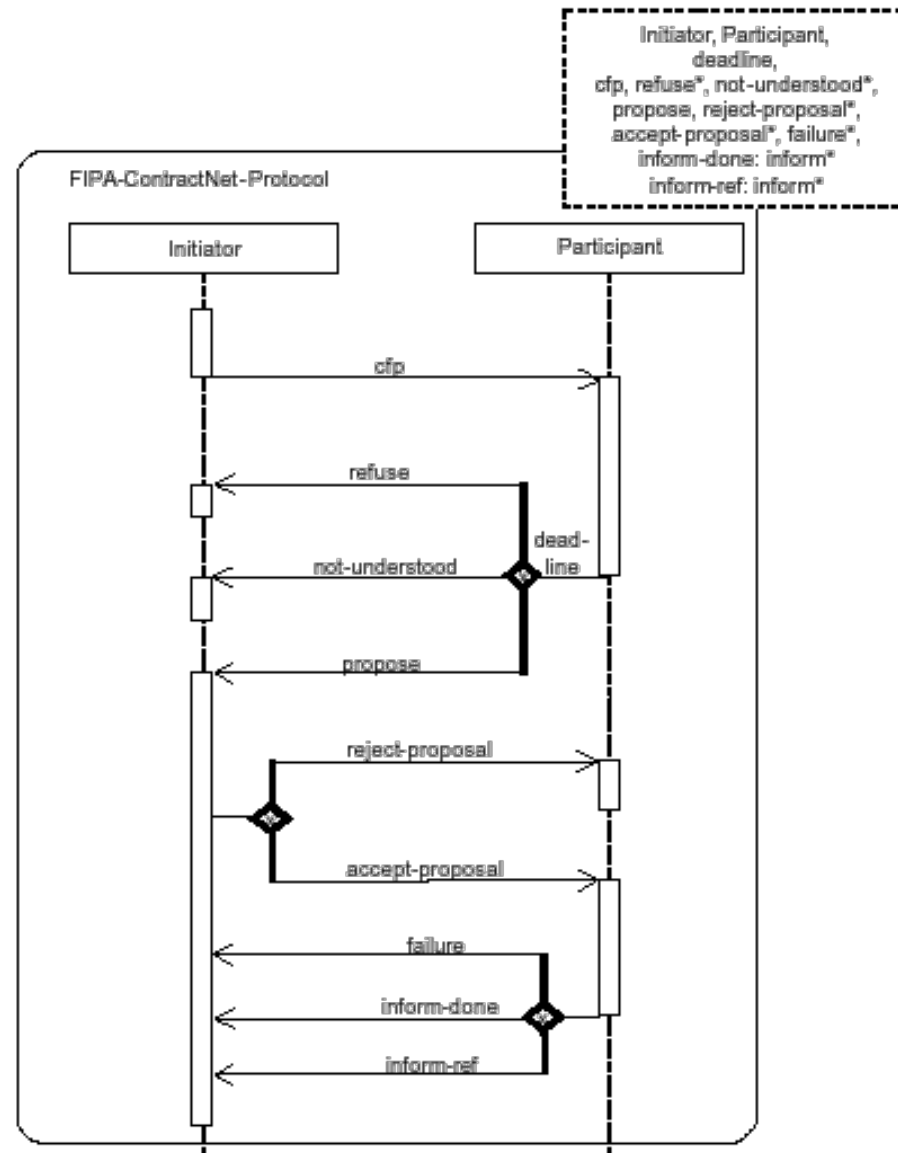 Initiator, Participant,
deadline,
cfp, refuse*, not-understood*,
propose, reject-proposal*,
accept-proposal*, failure*,
inform-done: inform*
inform-ref: inform*
FIPA-ContractNet-Protocol
Initiator
Participant
cfp
refuse
dead-
line
not-understood
propose
reject-proposal
accept-proposal
failure
inform-done
inform-ref